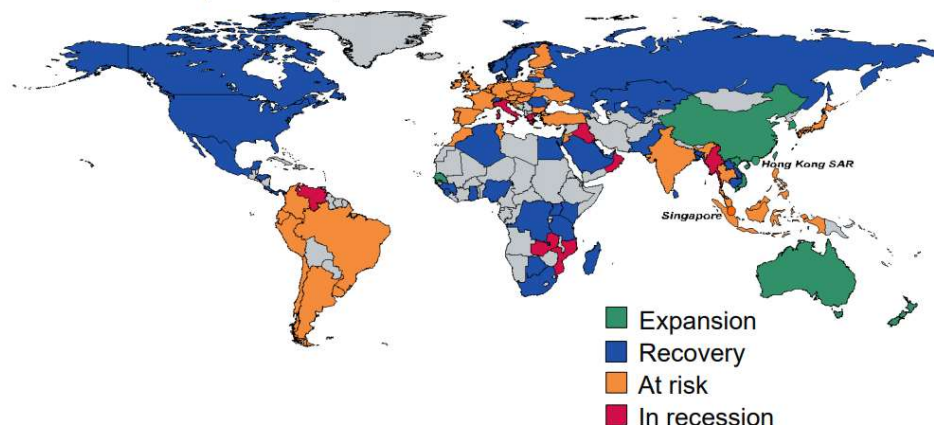 Hong Kong SAR
Singapore
Expansion
Recovery
At risk
In recession